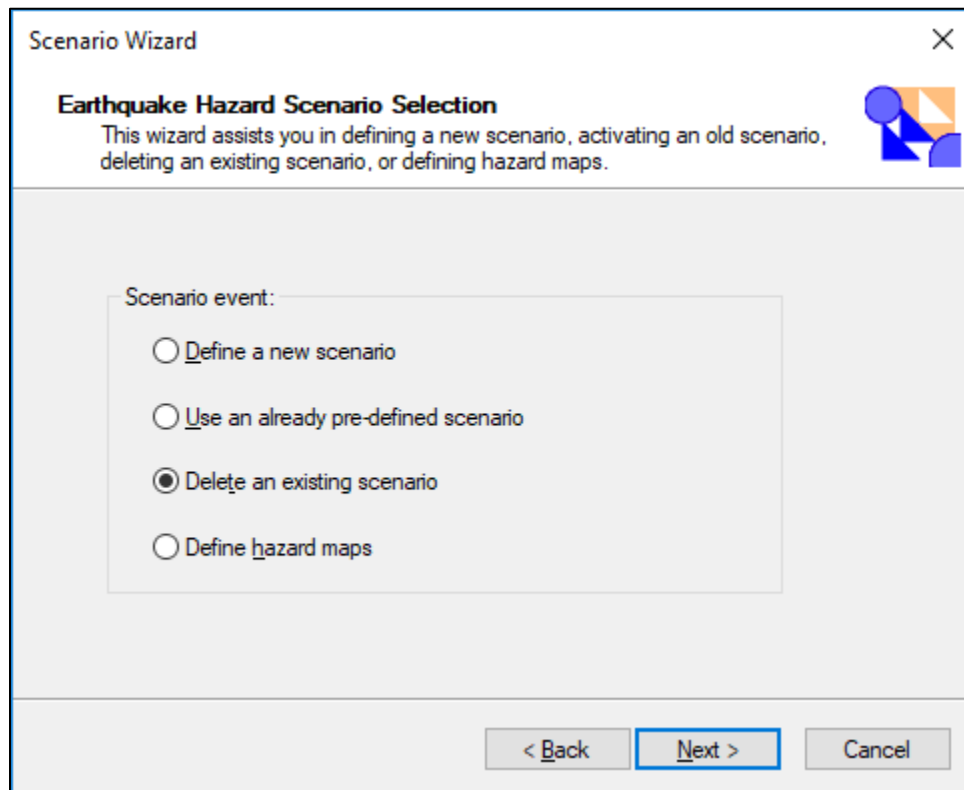 Scenario Wizard
Earthquake Hazard Scenario Selection
This wizard assists you in defining a new scenario, activating an old scenario,
deleting an existing scenario, or defining hazard maps.
Scenario event:
Define a new scenario
Use an already pre-defined scenario
Delete an existing scenario
Define hazard maps
< Back Next > Cancel